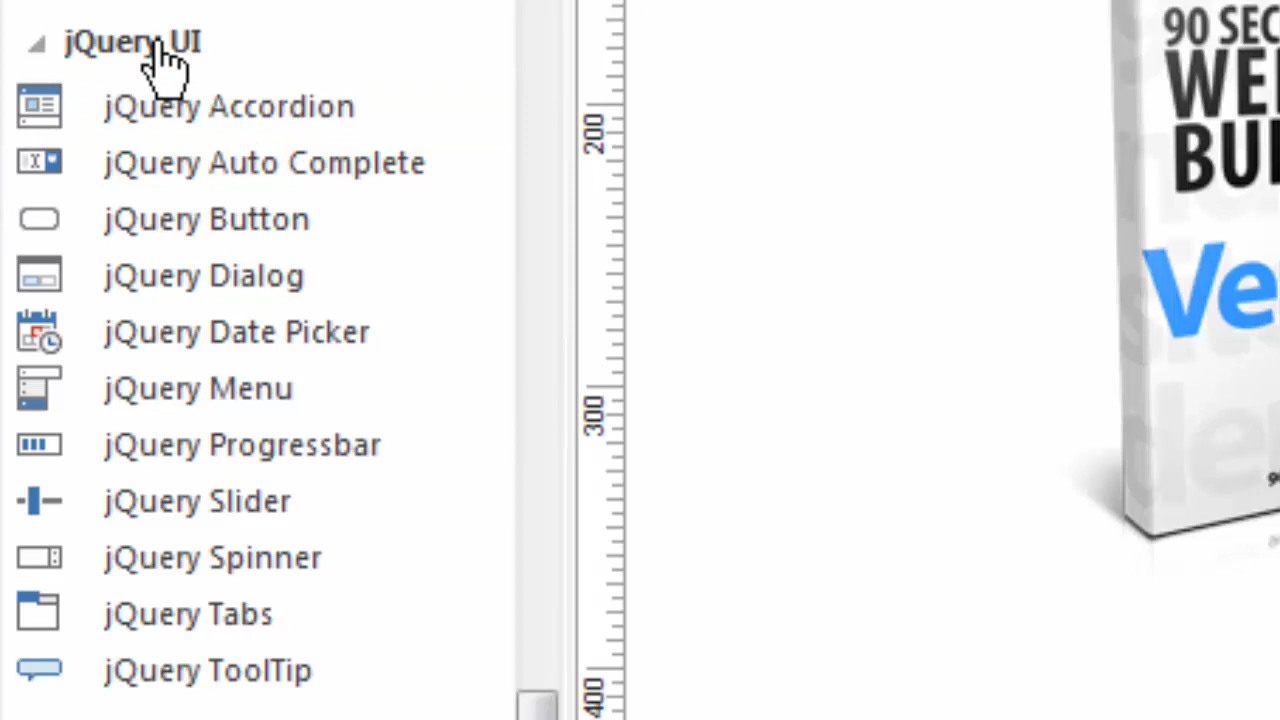 jQuery UI
jQuery Accordion
jQuery Auto Complete
jQuery Button
jQuery Dialog
jQuery Date Picker
jQuery Menu
jQuery Progressbar
jQuery Slider
jQuery Spinner
jQuery Tabs
jQuery ToolTip
200
300
400
90 SEC
WE
BU
Ve